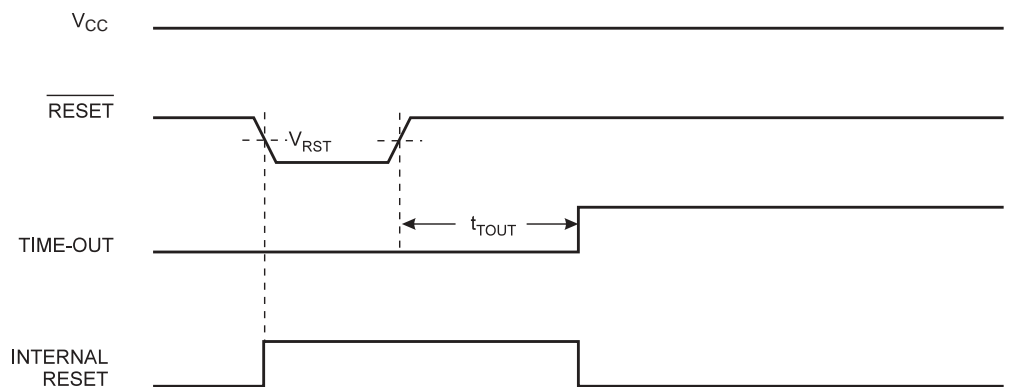 VCC
RESET
VRST
tTOUT
TIME-OUT
INTERNAL
RESET